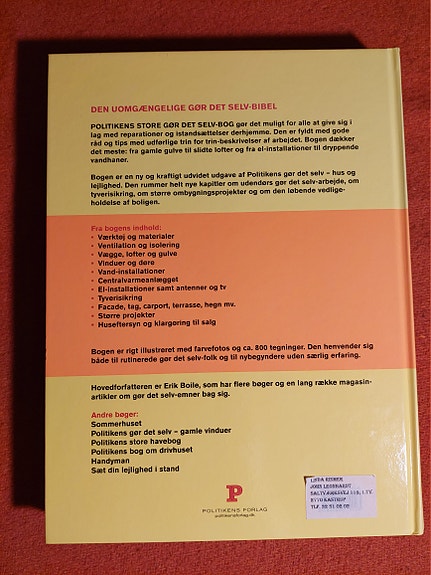 DEN UOMGÆNGELIGE GØR DET SELV-BIBEL
POLITIKENS STORE GØR DET SELV-BOG gør det muligt for alle at give sig i
lag med reparationer og istandsættelser derhjemme. Den er fyldt med gode
råd og tips med udførlige trin for trin-beskrivelser af arbejdet. Bogen dækker
det meste: fra gamle gulve til slidte lofter og fra el-installationer til dryppende
vandhaner.
Bogen er en ny og kraftigt udvidet udgave af Politikens gør det selv – hus og
lejlighed. Den rummer helt nye kapitler om udendørs gør det selv-arbejde, om
tyverisikring, om større ombygningsprojekter og om den løbende vedlige-
holdelse af boligen.
Fra bogens indhold:
• Værktøj og materialer
• Ventilation og isolering
• Vægge, lofter og gulve
• Vinduer og døre
• Vand-installationer
• Centralvarmeanlægget
• El-installationer samt antenner og tv
• Tyverisikring
• Facade, tag, carport, terrasse, hegn mv.
• Større projekter
• Huseftersyn og klargøring til salg
Bogen er rigt illustreret med farvefotos og ca. 800 tegninger. Den henvender sig
både til rutinerede gør det selv-folk og til nybegyndere uden særlig erfaring.
Hovedforfatteren er Erik Boile, som har flere bøger og en lang række magasin-
artikler om gør det selv-emner bag sig.
Andre bøger:
Sommerhuset
Politikens gør det selv – gamle vinduer
Politikens store havebog
Politikens bog om drivhuset
Handyman
Sæt din lejlighed i stand
P
POLITIKENS FORLAG
politikensforlag.dk
LINDA
JOHN
KASTRUP
TLF.